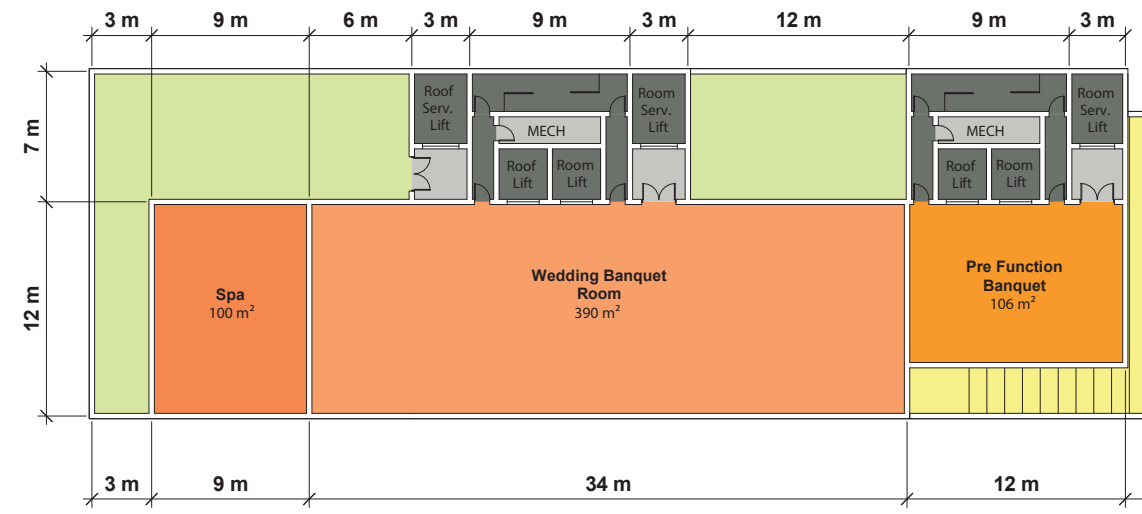 3 m 9 m 6 m 3 m 9 m 3 m 12 m 9 m 3 m
7 m
12 m
Roof
Serv.
Lift
MECH
Roof
Lift
Room
Lift
Room
Serv.
Lift
MECH
Roof
Lift
Room
Lift
Room
Serv.
Lift
Spa
100 m²
Wedding Banquet
Room
390 m²
Pre Function
Banquet
106 m²
3 m 9 m 34 m 12 m